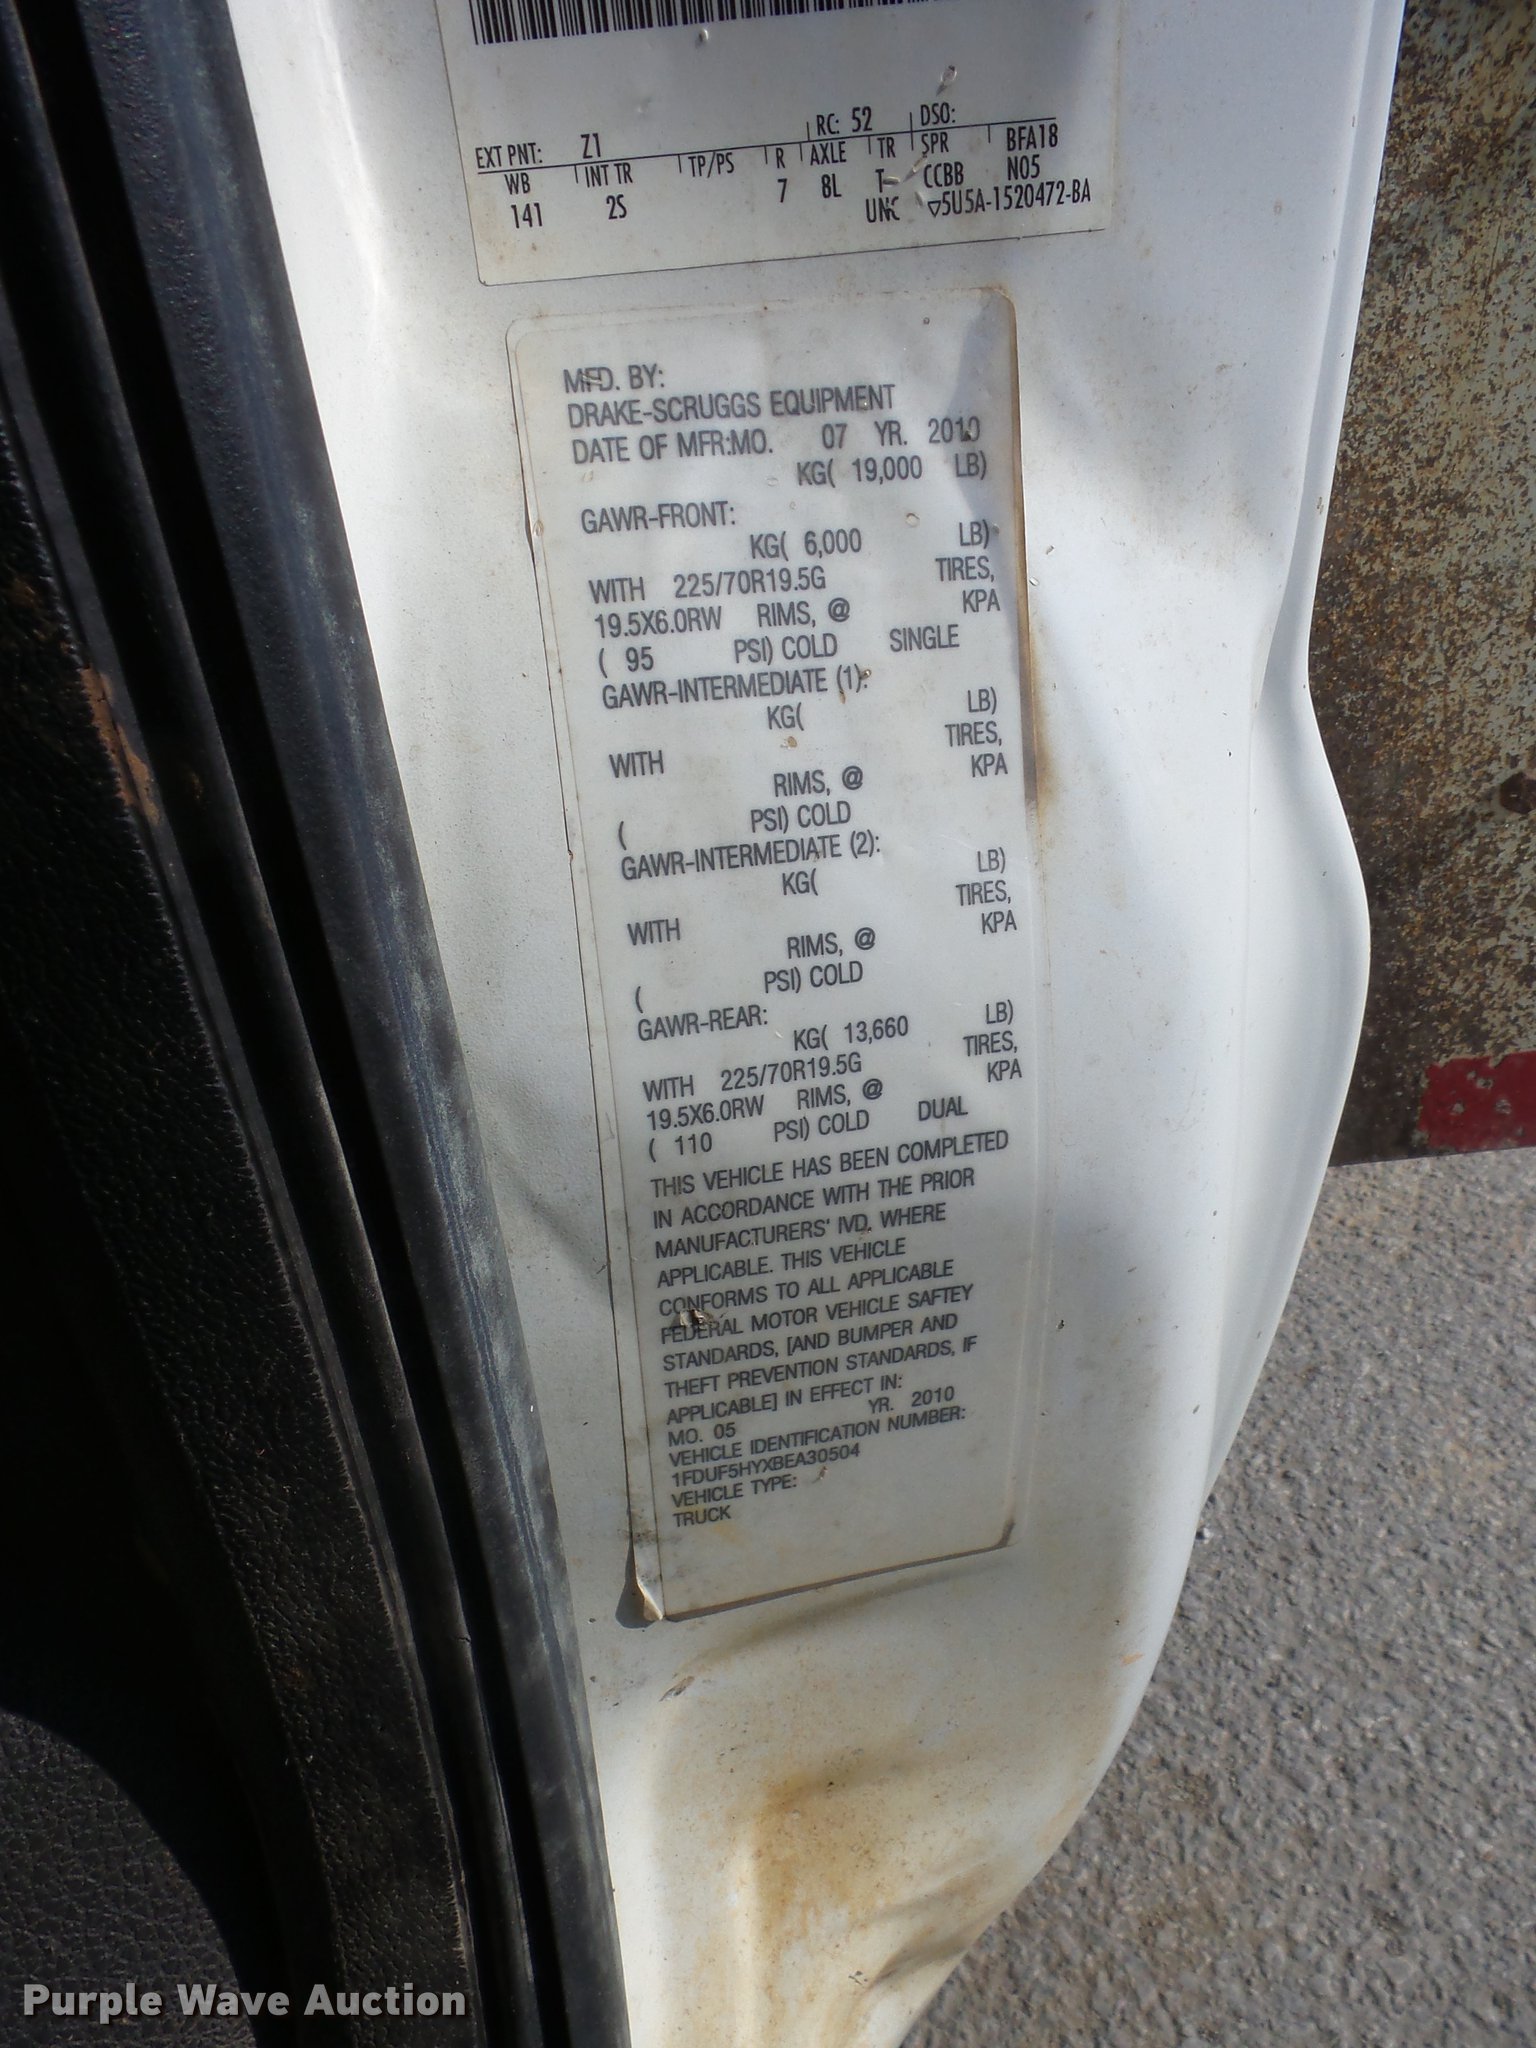 RC: 52 DSO:
EXT PNT: Z1
WB INT TR TP/PS R AXLE TR SPR BFA18
141 2S 7 8L T- CCBB N05
UNC ▽5U5A-1520472-BA
MFD. BY:
DRAKE-SCRUGGS EQUIPMENT
DATE OF MFR:MO. 07 YR. 2010
KG( 19,000 LB)
GAWR-FRONT:
KG( 6,000 LB)
WITH 225/70R19.5G TIRES,
19.5X6.0RW RIMS, @ KPA
( 95 PSI) COLD SINGLE
GAWR-INTERMEDIATE (1):
KG( LB)
WITH TIRES,
RIMS, @ KPA
( PSI) COLD
GAWR-INTERMEDIATE (2):
KG( LB)
WITH TIRES,
RIMS, @ KPA
( PSI) COLD
GAWR-REAR:
KG( 13,660 LB)
WITH 225/70R19.5G TIRES,
19.5X6.0RW RIMS, @ KPA
( 110 PSI) COLD DUAL
THIS VEHICLE HAS BEEN COMPLETED
IN ACCORDANCE WITH THE PRIOR
MANUFACTURERS' IVD. WHERE
APPLICABLE. THIS VEHICLE
CONFORMS TO ALL APPLICABLE
FEDERAL MOTOR VEHICLE SAFTEY
STANDARDS, [AND BUMPER AND
THEFT PREVENTION STANDARDS, IF
APPLICABLE] IN EFFECT IN:
MO. 05 YR. 2010
VEHICLE IDENTIFICATION NUMBER:
1FDUF5HYXBEA30504
VEHICLE TYPE:
TRUCK
Purple Wave Auction